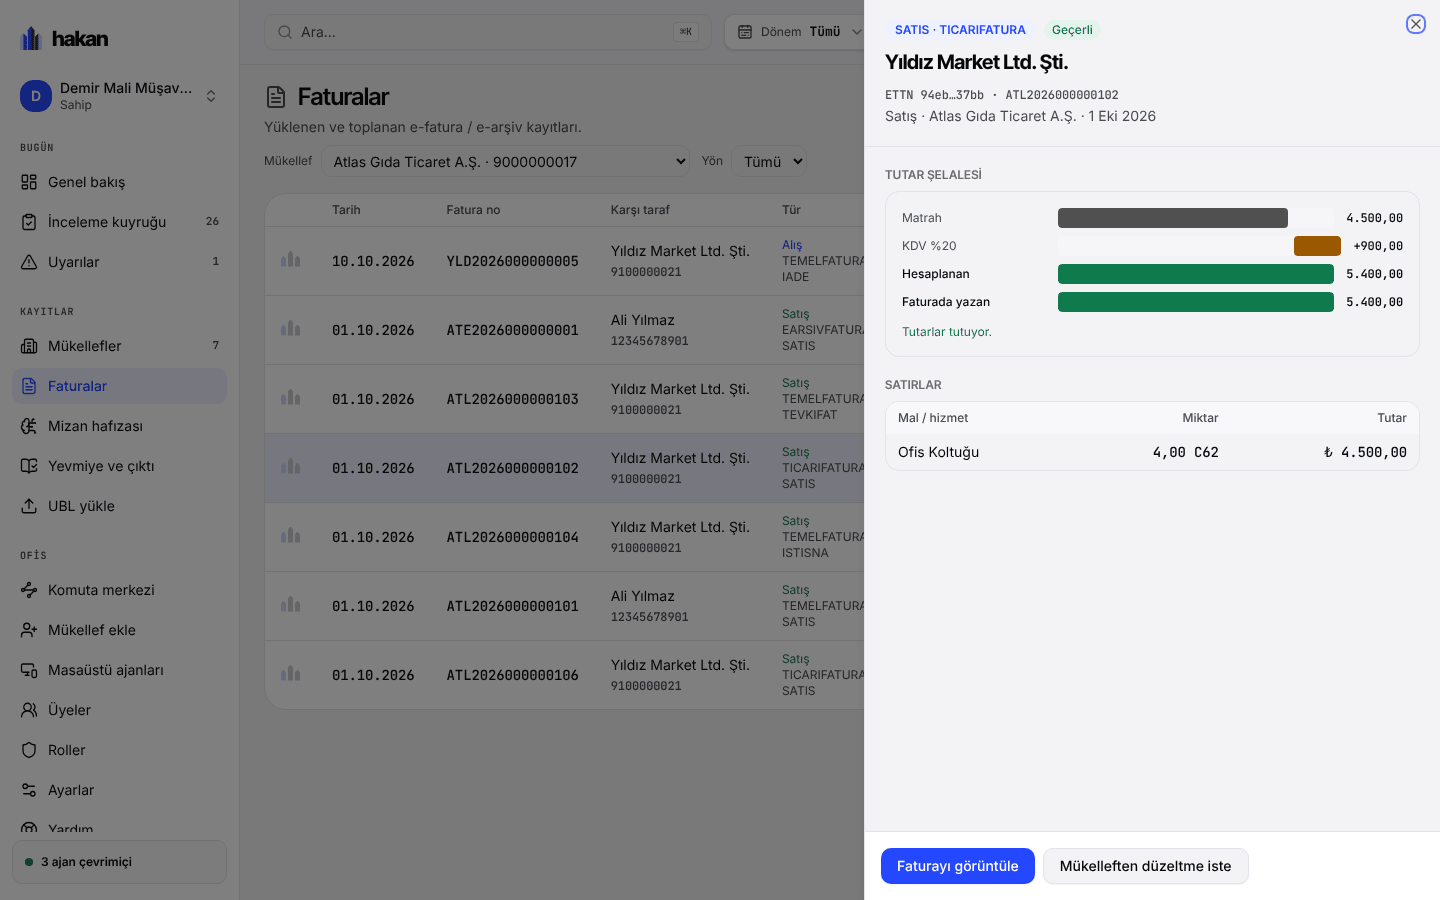 hakan
D
Demir Mali Müşav...
Sahip
BUGÜN
Genel bakış
İnceleme kuyruğu 26
Uyarılar 1
KAYITLAR
Mükellefler 7
Faturalar
Mizan hafızası
Yevmiye ve çıktı
UBL yükle
OFİS
Komuta merkezi
Mükellef ekle
Masaüstü ajanları
Üyeler
Roller
Ayarlar
Yardım
3 ajan çevrimiçi
Ara... ⌘K
Dönem Tümü
Faturalar
Yüklenen ve toplanan e-fatura / e-arşiv kayıtları.
Mükellef Atlas Gıda Ticaret A.Ş. · 9000000017 Yön Tümü
Tarih Fatura no Karşı taraf Tür
10.10.2026 YLD2026000000005 Yıldız Market Ltd. Şti. 9100000021 Alış TEMELFATURA IADE
01.10.2026 ATE2026000000001 Ali Yılmaz 12345678901 Satış EARSIVFATURA SATIS
01.10.2026 ATL2026000000103 Yıldız Market Ltd. Şti. 9100000021 Satış TEMELFATURA TEVKIFAT
01.10.2026 ATL2026000000102 Yıldız Market Ltd. Şti. 9100000021 Satış TICARIFATURA SATIS
01.10.2026 ATL2026000000104 Yıldız Market Ltd. Şti. 9100000021 Satış TEMELFATURA ISTISNA
01.10.2026 ATL2026000000101 Ali Yılmaz 12345678901 Satış TEMELFATURA SATIS
01.10.2026 ATL2026000000106 Yıldız Market Ltd. Şti. 9100000021 Satış TICARIFATURA SATIS
SATIS · TICARIFATURA Geçerli
Yıldız Market Ltd. Şti.
ETTN 94eb…37bb · ATL2026000000102
Satış · Atlas Gıda Ticaret A.Ş. · 1 Eki 2026
TUTAR ŞELALESİ
Matrah 4.500,00
KDV %20 +900,00
Hesaplanan 5.400,00
Faturada yazan 5.400,00
Tutarlar tutuyor.
SATIRLAR
Mal / hizmet Miktar Tutar
Ofis Koltuğu 4,00 C62 ₺ 4.500,00
Faturayı görüntüle
Mükelleften düzeltme iste